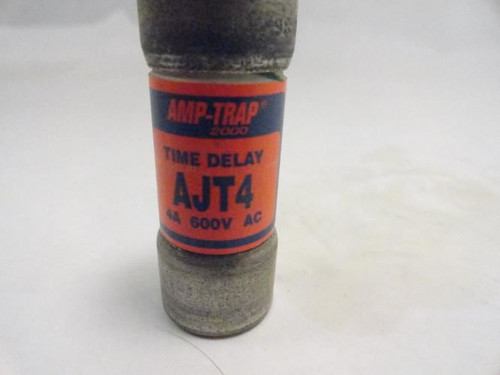 AMP-TRAP®
2000
TIME DELAY
AJT4
4A 600V AC